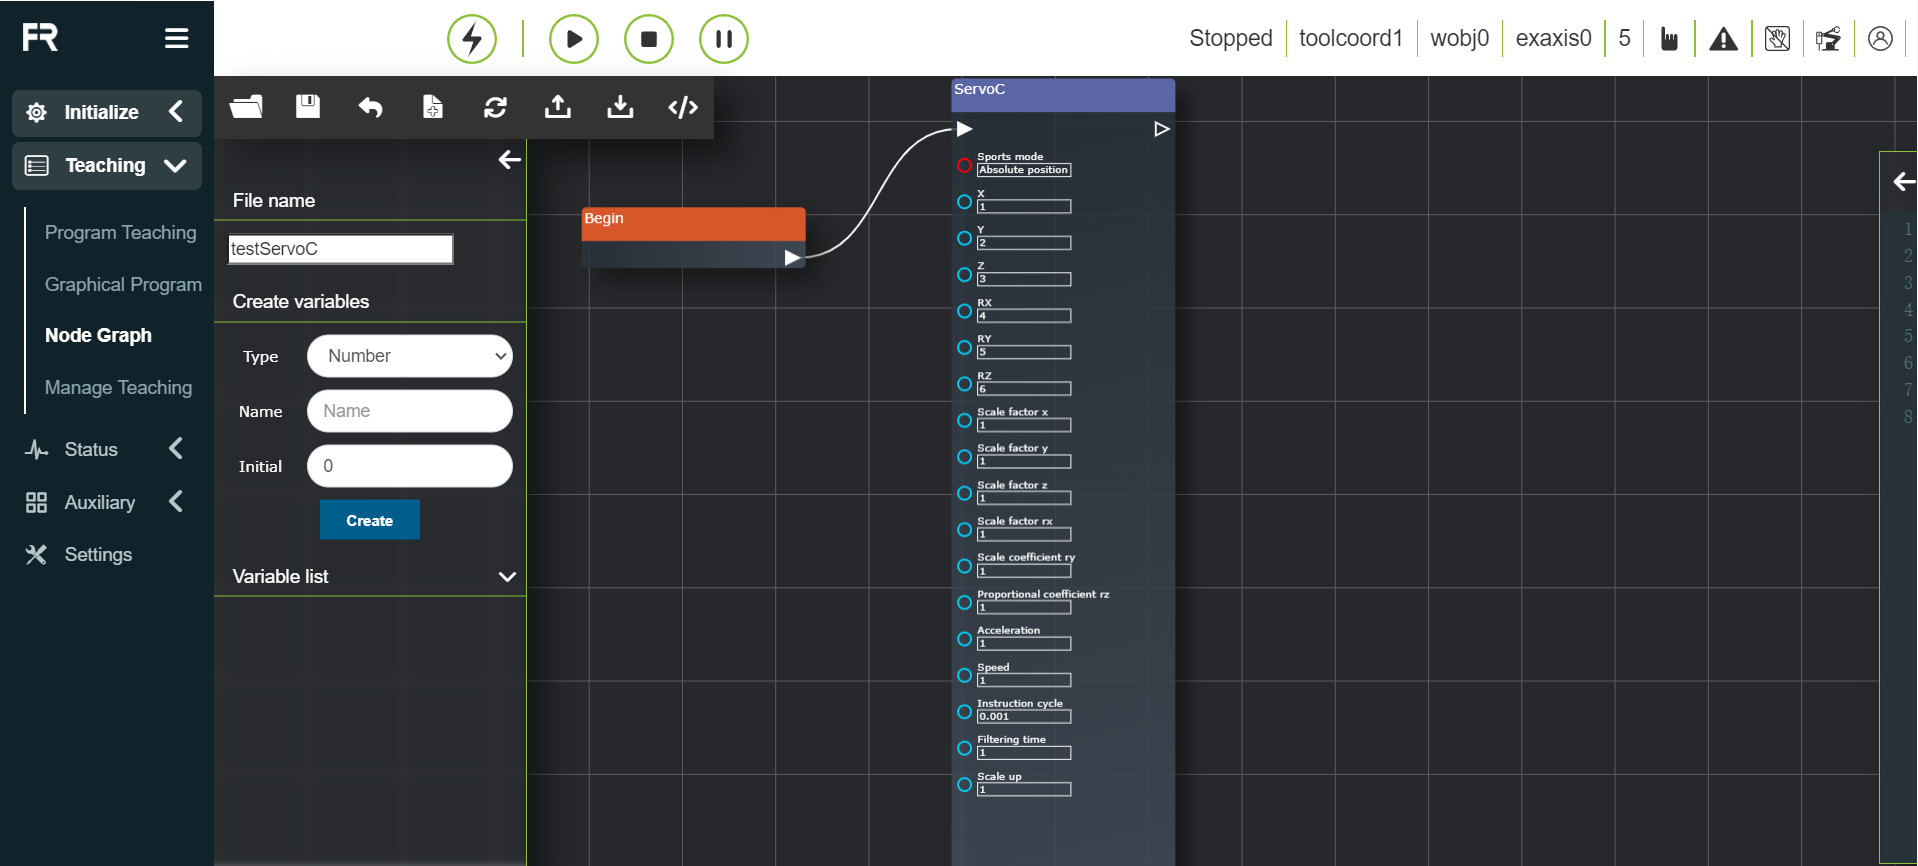 FR
Stopped
toolcoord1
wobj0
exaxis0
5
Initialize
Teaching
Program Teaching
Graphical Program
Node Graph
Manage Teaching
Status
Auxiliary
Settings
File name
testServoC
Create variables
Type
Number
Name
Name
Initial
0
Create
Variable list
Begin
ServoC
Sports mode
Absolute position
X
1
Y
2
Z
3
RX
4
RY
5
RZ
6
Scale factor x
1
Scale factor y
1
Scale factor z
1
Scale factor rx
1
Scale coefficient ry
1
Proportional coefficient rz
1
Acceleration
1
Speed
1
Instruction cycle
0.001
Filtering time
1
Scale up
1
1
2
3
4
5
6
7
8